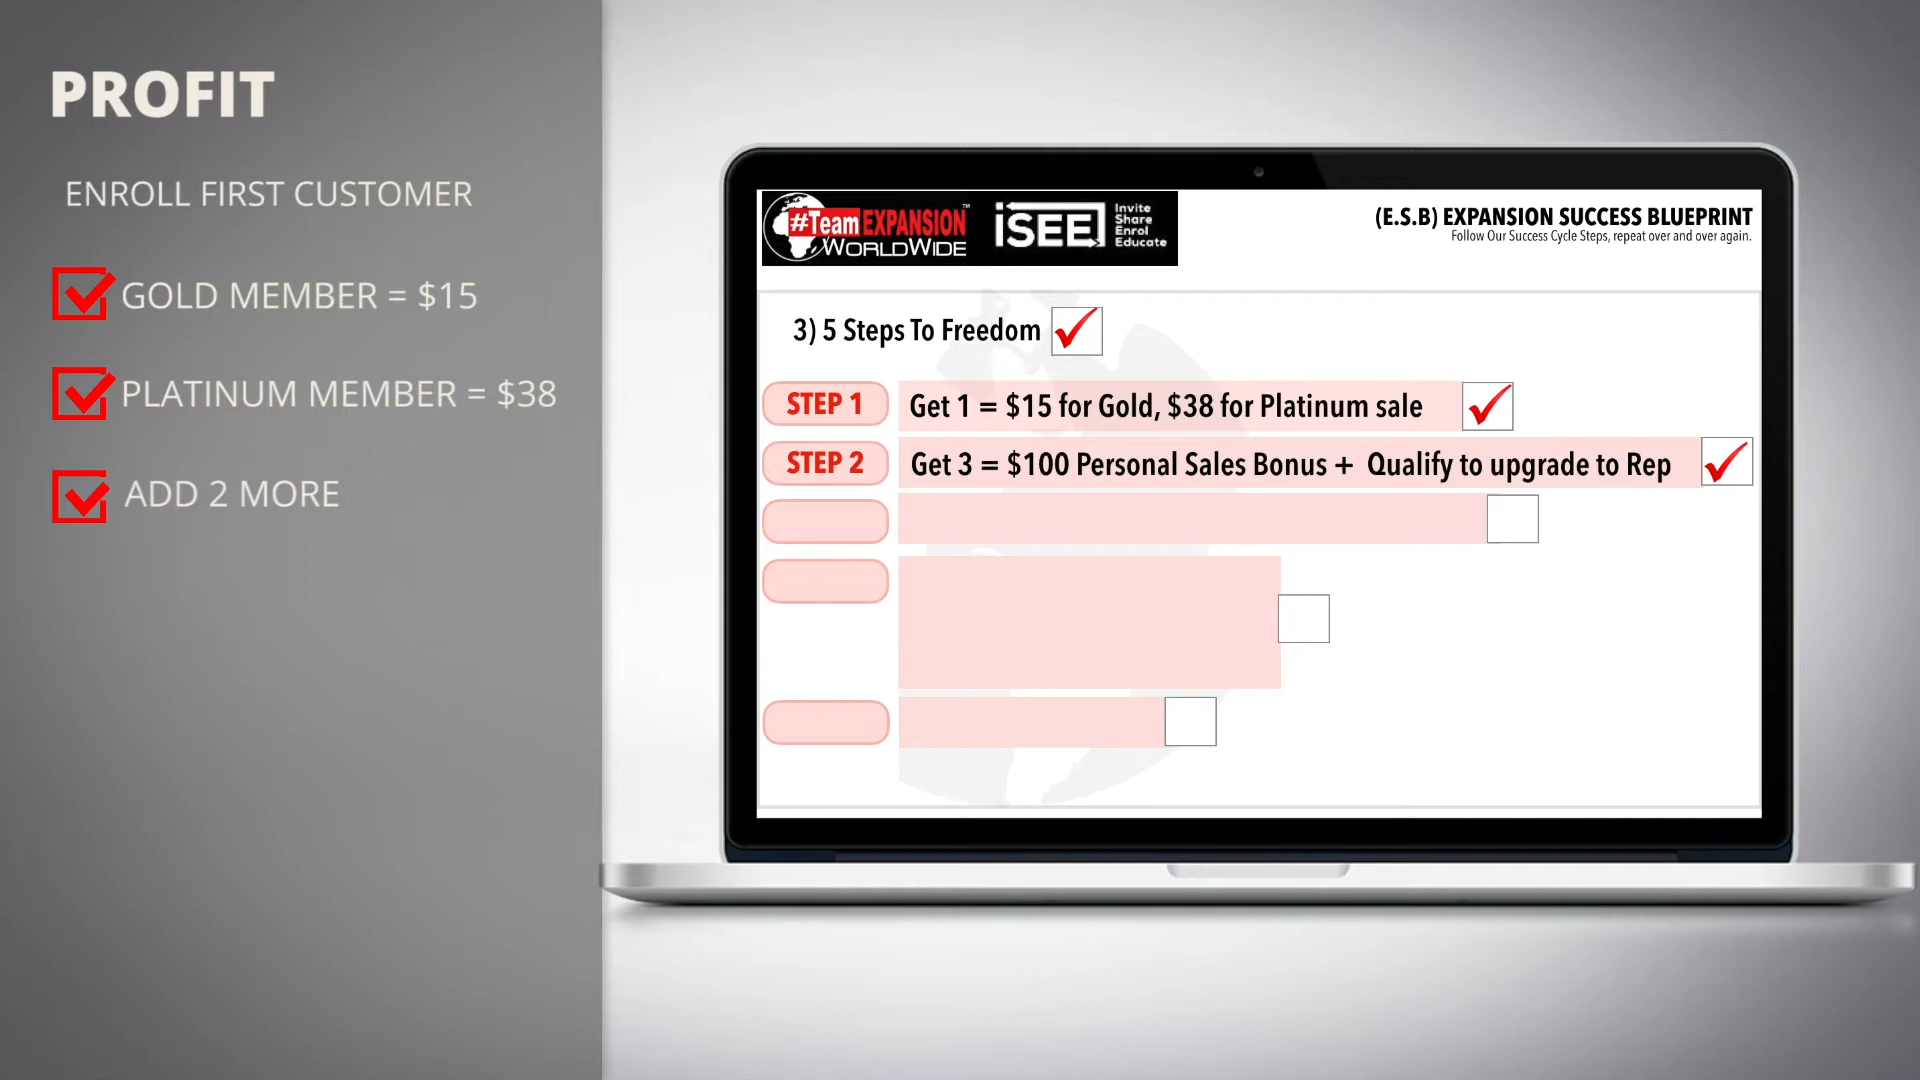 PROFIT
ENROLL FIRST CUSTOMER
GOLD MEMBER = $15
PLATINUM MEMBER = $38
ADD 2 MORE
#TeamEXPANSION™
WORLDWIDE
iSEE
Invite
Share
Enrol
Educate
(E.S.B) EXPANSION SUCCESS BLUEPRINT
Follow Our Success Cycle Steps, repeat over and over again.
3) 5 Steps To Freedom
STEP 1 Get 1 = $15 for Gold, $38 for Platinum sale
STEP 2 Get 3 = $100 Personal Sales Bonus + Qualify to upgrade to Rep